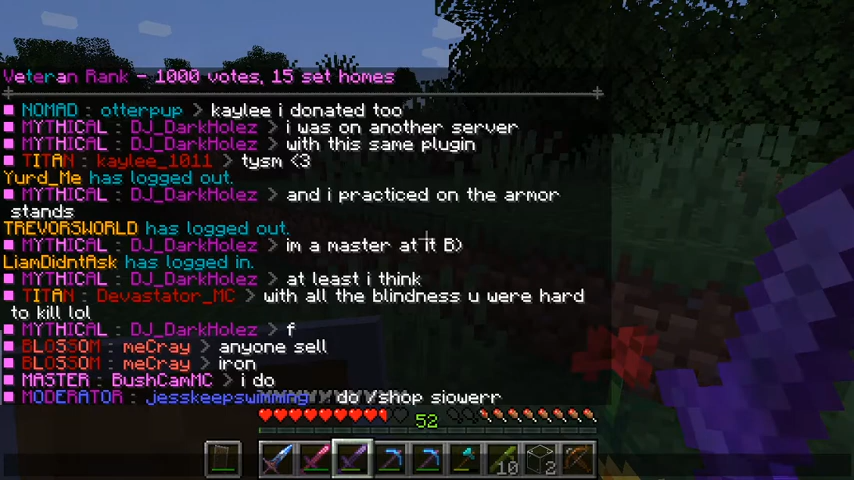 Veteran Rank - 1000 votes, 15 set homes
NOMAD : otterpup > kaylee i donated too
MYTHICAL : DJ_DarkHolez > i was on another server
MYTHICAL : DJ_DarkHolez > with this same plugin
TITAN : kaylee_1011 > tysm <3
Yurd_Me has logged out.
MYTHICAL : DJ_DarkHolez > and i practiced on the armor
stands
TREVORSWORLD has logged out.
MYTHICAL : DJ_DarkHolez > im a master at it B)
LiamDidntAsk has logged in.
MYTHICAL : DJ_DarkHolez > at least i think
TITAN : Devastator_MC > with all the blindness u were hard
to kill lol
MYTHICAL : DJ_DarkHolez > f
BLOSSOM : meCray > anyone sell
BLOSSOM : meCray > iron
MASTER : BushCamMC > i do
MODERATOR : jesskeepswimming > do /shop siowerr
52
10
2